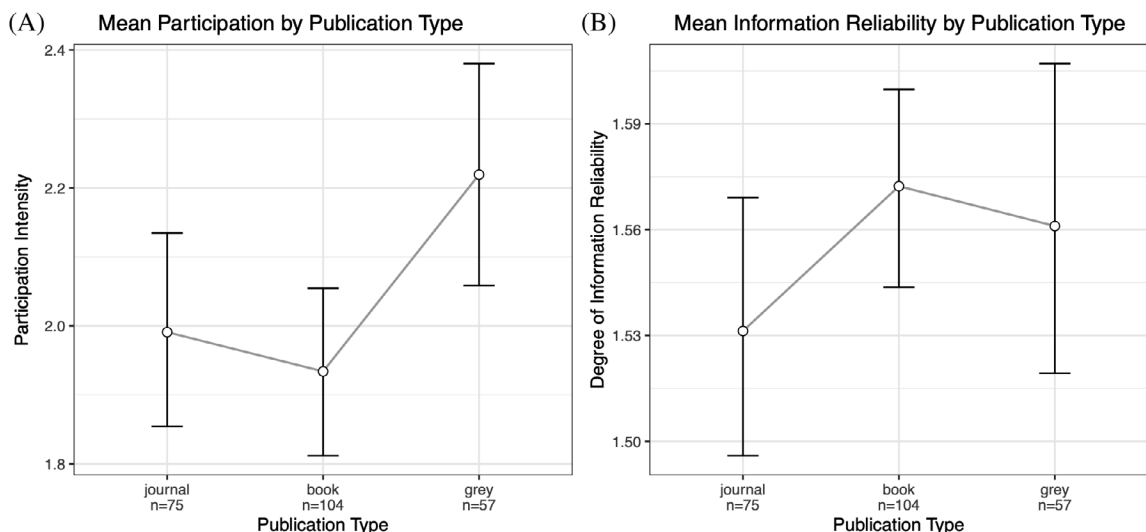 (A) Mean Participation by Publication Type
2.4
2.2
2.0
1.8
Participation Intensity
journal book grey
n=75 n=104 n=57
Publication Type
(B) Mean Information Reliability by Publication Type
1.59
1.56
1.53
1.50
Degree of Information Reliability
journal book grey
n=75 n=104 n=57
Publication Type